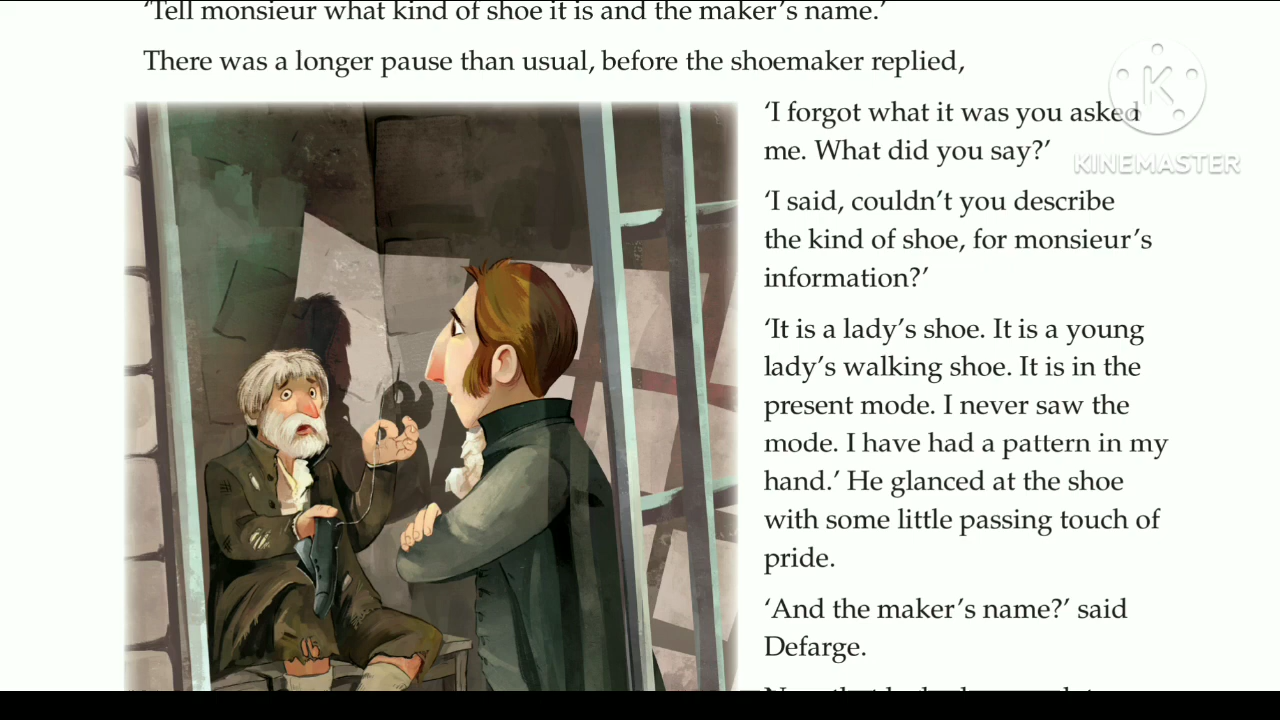 ‘Tell monsieur what kind of shoe it is and the maker’s name.’
There was a longer pause than usual, before the shoemaker replied,
‘I forgot what it was you asked
me. What did you say?’
‘I said, couldn’t you describe
the kind of shoe, for monsieur’s
information?’
‘It is a lady’s shoe. It is a young
lady’s walking shoe. It is in the
present mode. I never saw the
mode. I have had a pattern in my
hand.’ He glanced at the shoe
with some little passing touch of
pride.
‘And the maker’s name?’ said
Defarge.
K
KINEMASTER